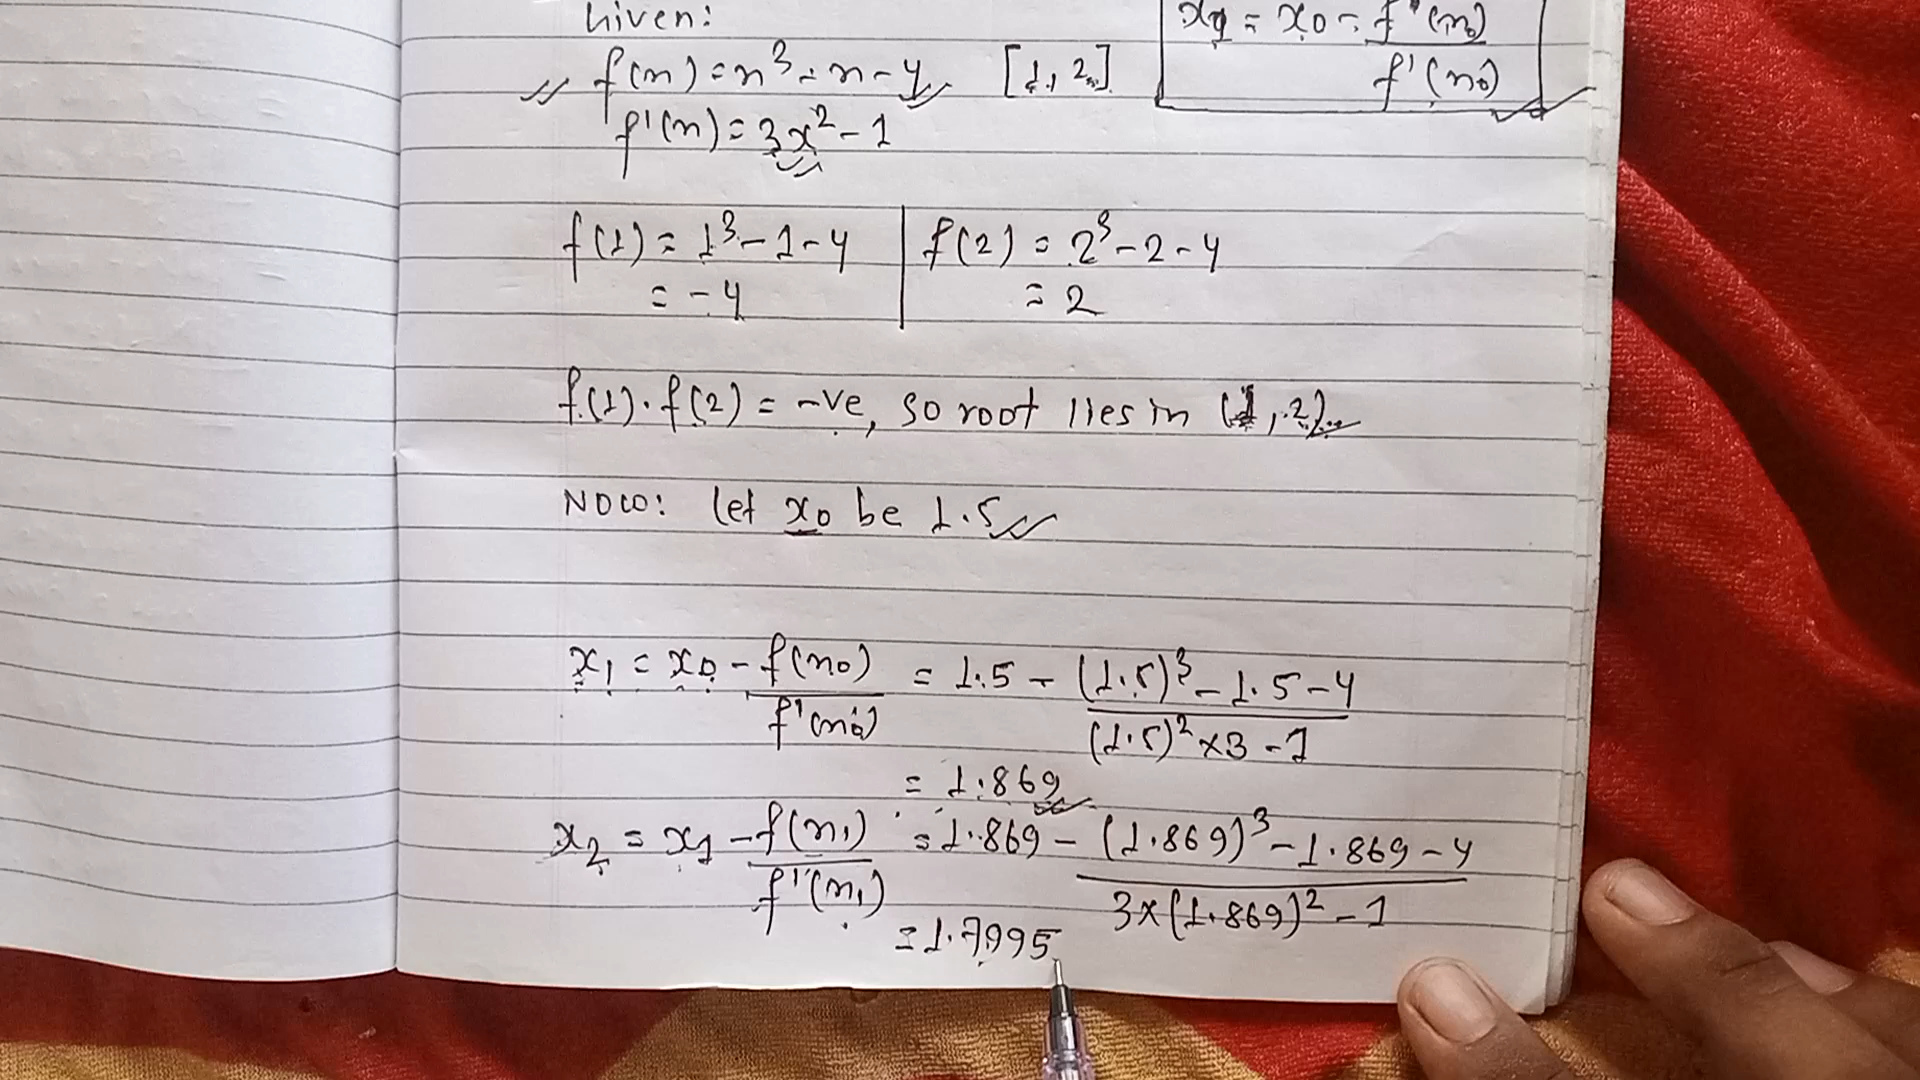 Given:
x1 = x0 - f(x0) / f'(x0)
f(x) = x³ - x - 4 [1, 2]
f'(x) = 3x² - 1
f(1) = 1³ - 1 - 4 | f(2) = 2³ - 2 - 4
= -4 | = 2
f(1)·f(2) = -ve, so root lies in (1, 2)
Now: let x0 be 1.5
x1 = x0 - f(x0) / f'(x0) = 1.5 - ((1.5)³ - 1.5 - 4) / ((1.5)² × 3 - 1)
= 1.869
x2 = x1 - f(x1) / f'(x1) = 1.869 - ((1.869)³ - 1.869 - 4) / (3×(1.869)² - 1)
= 1.7995